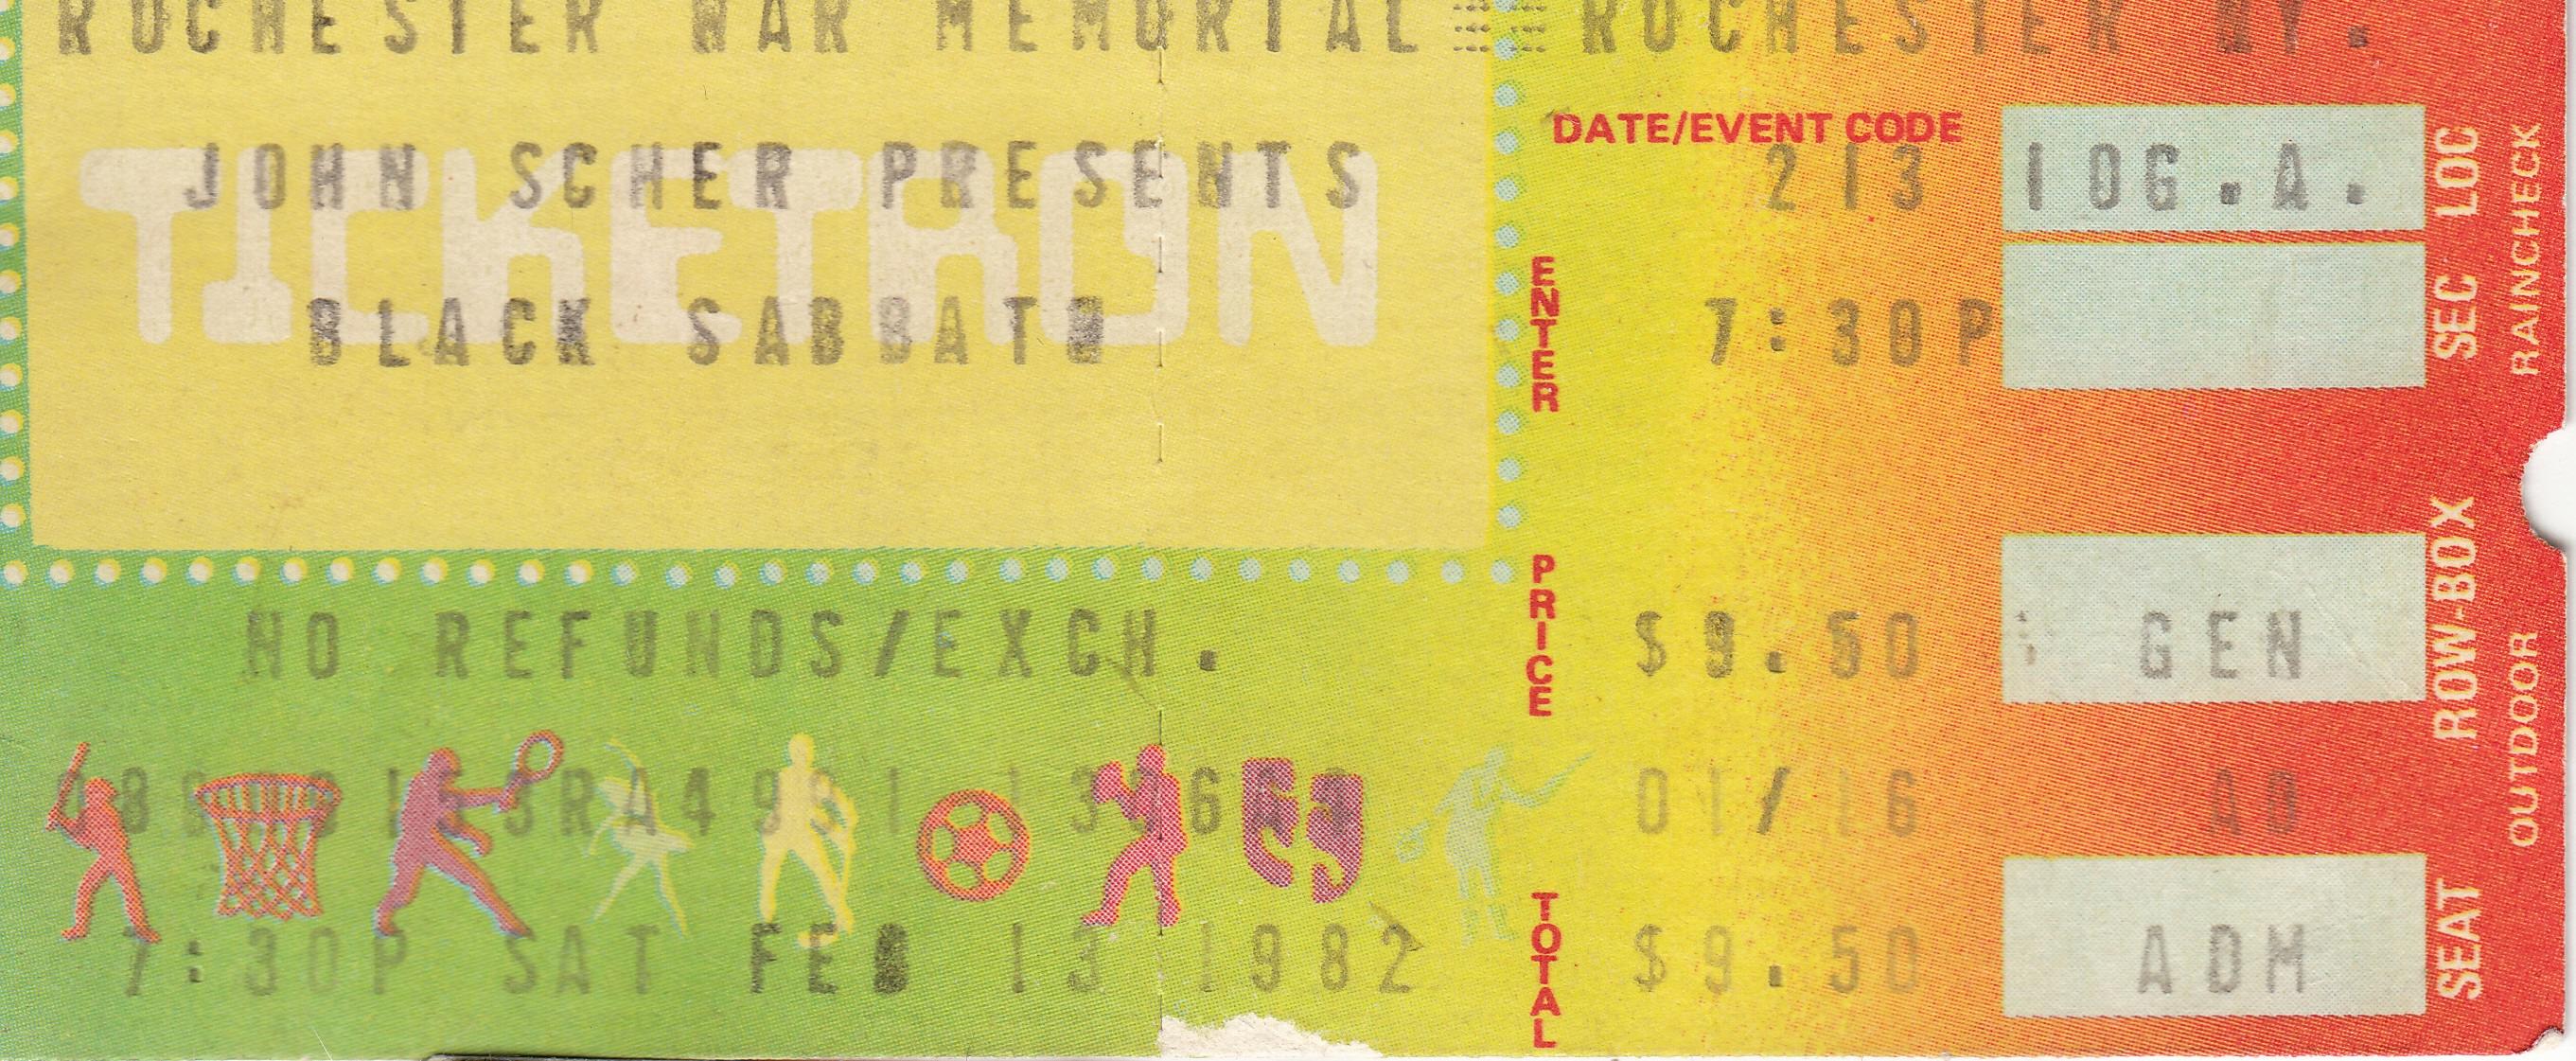 ROCHESTER WAR MEMORIAL ROCHESTER NY.
DATE/EVENT CODE
TICKETRON
JOHN SCHER PRESENTS
213 10G.A.
BLACK SABBATH
ENTER
7:30P
NO REFUNDS/EXCH.
PRICE
$9.50
GEN
01/16
AD
7:30P SAT FEB 13 1982
TOTAL
$9.50
ADM
LOC
SEC
ROW-BOX
SEAT
RAINCHECK
OUTDOOR